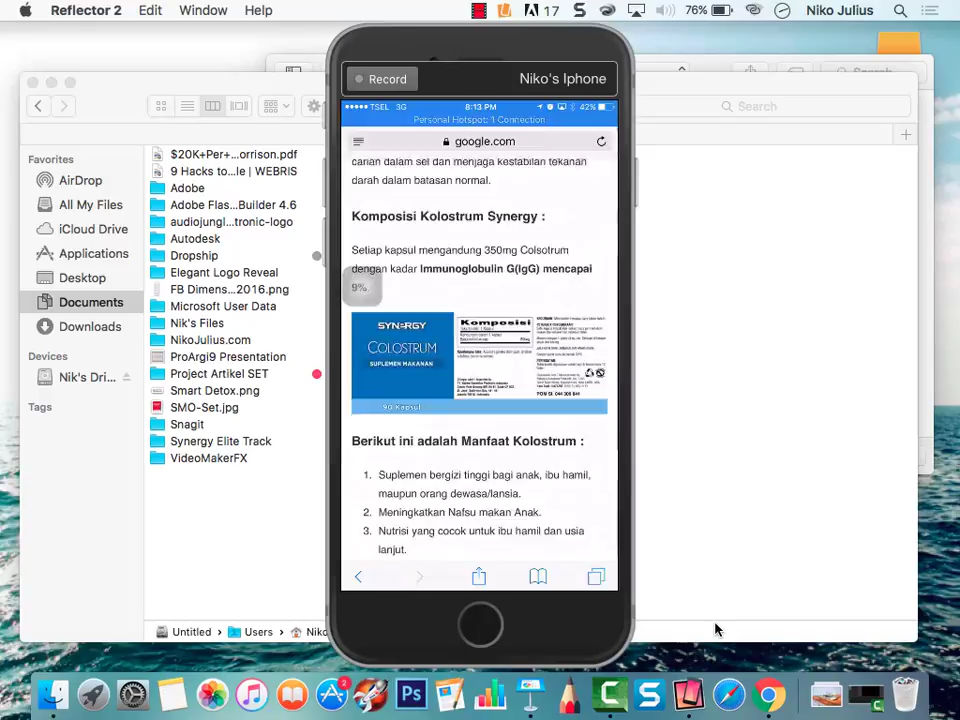 Reflector 2 Edit Window Help
A 17
76%
Niko Julius
Search
Search
Favorites
AirDrop
All My Files
iCloud Drive
Applications
Desktop
Documents
Downloads
Devices
Nik's Dri...
Tags
$20K+Per+...orrison.pdf
9 Hacks to...le | WEBRIS
Adobe
Adobe Flas...Builder 4.6
audiojungl...tronic-logo
Autodesk
Dropship
Elegant Logo Reveal
FB Dimens...2016.png
Microsoft User Data
Nik's Files
NikoJulius.com
ProArgi9 Presentation
Project Artikel SET
Smart Detox.png
SMO-Set.jpg
Snagit
Synergy Elite Track
VideoMakerFX
Untitled › Users › Niko
Record
Niko's Iphone
TSEL 3G 8:13 PM 42%
Personal Hotspot: 1 Connection
google.com
cairan dalam sel dan menjaga kestabilan tekanan
darah dalam batasan normal.
Komposisi Kolostrum Synergy :
Setiap kapsul mengandung 350mg Colsotrum
dengan kadar Immunoglobulin G(IgG) mencapai
9%.
SYNERGY
COLOSTRUM
SUPLEMEN MAKANAN
90 Kapsul
Komposisi
Berikut ini adalah Manfaat Kolostrum :
1. Suplemen bergizi tinggi bagi anak, ibu hamil,
maupun orang dewasa/lansia.
2. Meningkatkan Nafsu makan Anak.
3. Nutrisi yang cocok untuk ibu hamil dan usia
lanjut.
2
Ps